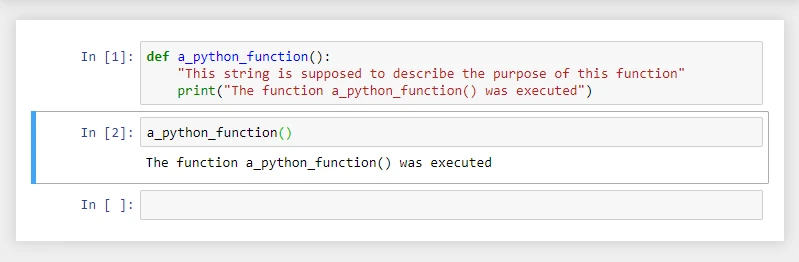 In [1]: def a_python_function():
    "This string is supposed to describe the purpose of this function"
    print("The function a_python_function() was executed")
In [2]: a_python_function()
The function a_python_function() was executed
In [ ]: